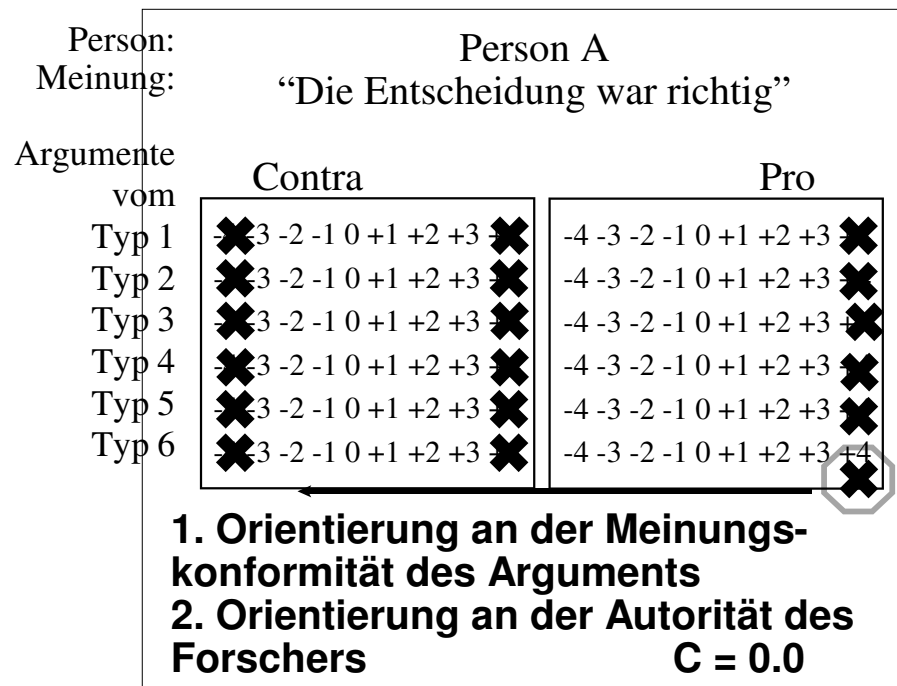 Person:
Person A
Meinung:
“Die Entscheidung war richtig”
Argumente
vom
Contra
Pro
Typ 1
3 -2 -1 0 +1 +2 +3
-4 -3 -2 -1 0 +1 +2 +3
Typ 2
3 -2 -1 0 +1 +2 +3
-4 -3 -2 -1 0 +1 +2 +3
Typ 3
3 -2 -1 0 +1 +2 +3
-4 -3 -2 -1 0 +1 +2 +3
Typ 4
3 -2 -1 0 +1 +2 +3
-4 -3 -2 -1 0 +1 +2 +3
Typ 5
3 -2 -1 0 +1 +2 +3
-4 -3 -2 -1 0 +1 +2 +3
Typ 6
3 -2 -1 0 +1 +2 +3
-4 -3 -2 -1 0 +1 +2 +3 +4
1. Orientierung an der Meinungs-
konformität des Arguments
2. Orientierung an der Autorität des
Forschers C = 0.0